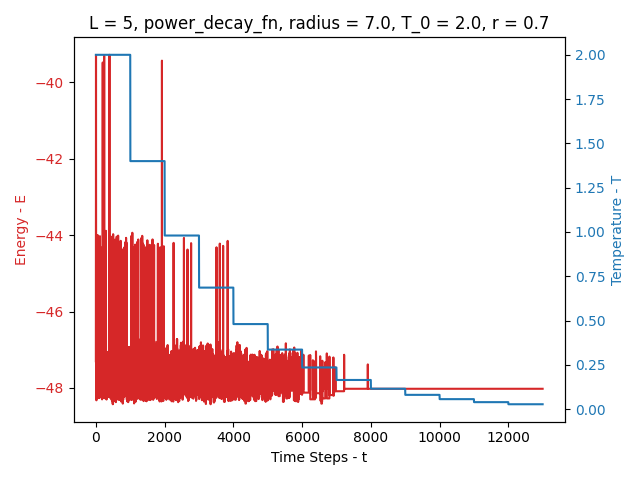 L = 5, power_decay_fn, radius = 7.0, T_0 = 2.0, r = 0.7
Energy - E
−40
−42
−44
−46
−48
2.00
1.75
1.50
1.25
1.00
0.75
0.50
0.25
0.00
Temperature - T
0 2000 4000 6000 8000 10000 12000
Time Steps - t